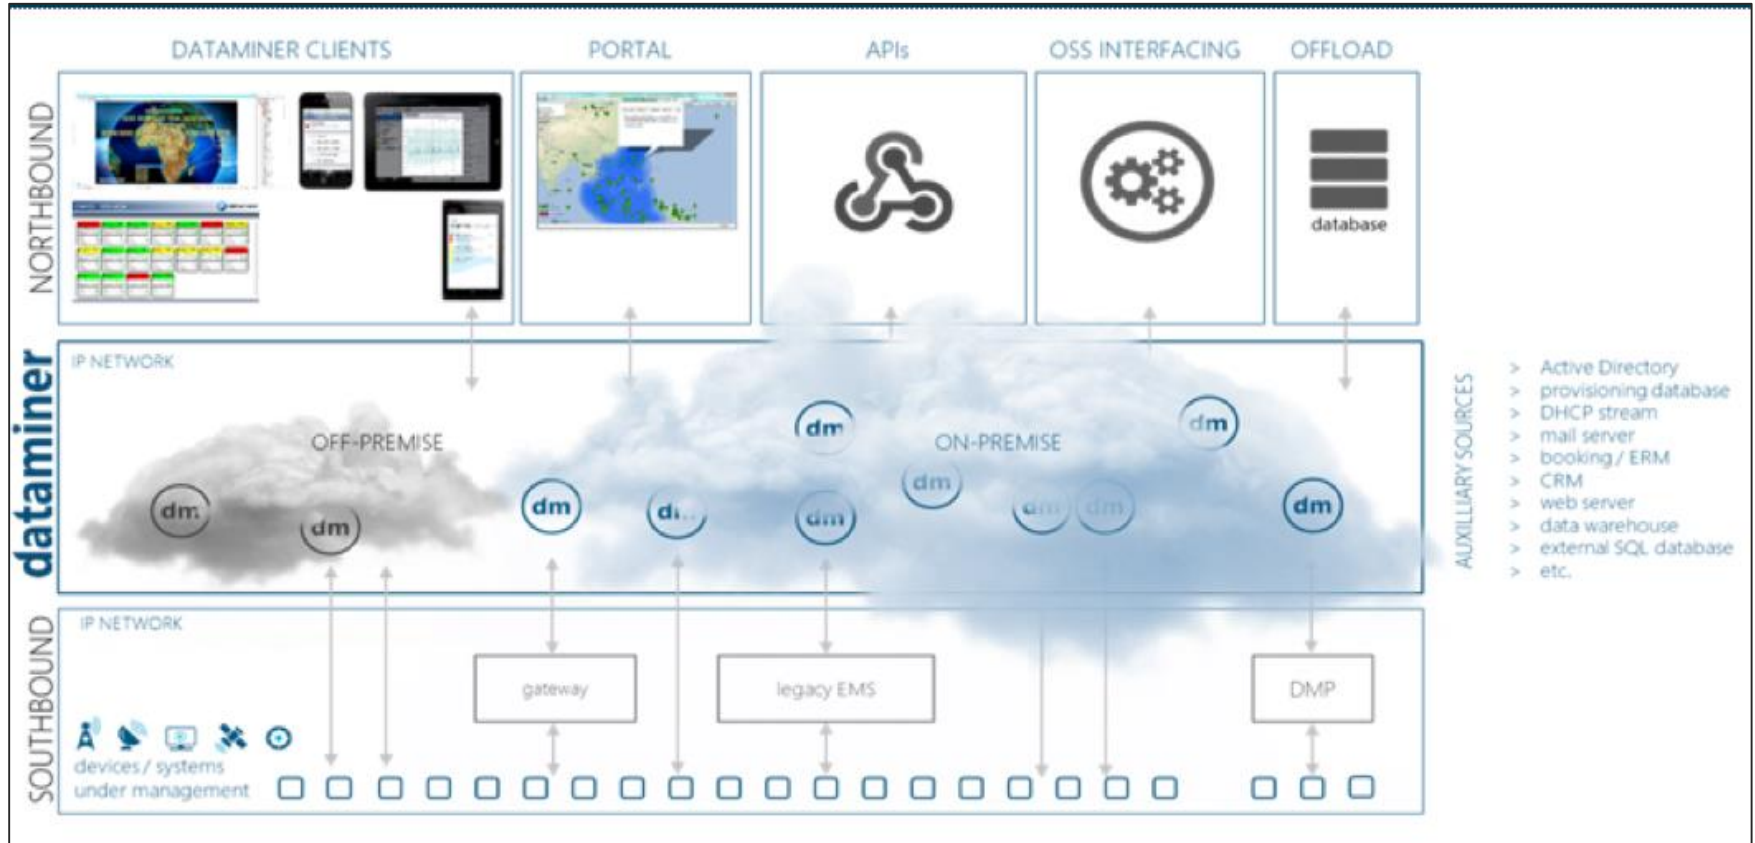 DATAMINER CLIENTS
PORTAL
APIs
OSS INTERFACING
OFFLOAD
NORTHBOUND
database
dataminer
IP NETWORK
OFF-PREMISE
ON-PREMISE
dm
dm
dm
dm
dm
dm
dm
dm
dm
AUXILLIARY SOURCES
> Active Directory
> provisioning database
> DHCP stream
> mail server
> booking / ERM
> CRM
> web server
> data warehouse
> external SQL database
> etc.
SOUTHBOUND
IP NETWORK
gateway
legacy EMS
DMP
devices / systems
under management